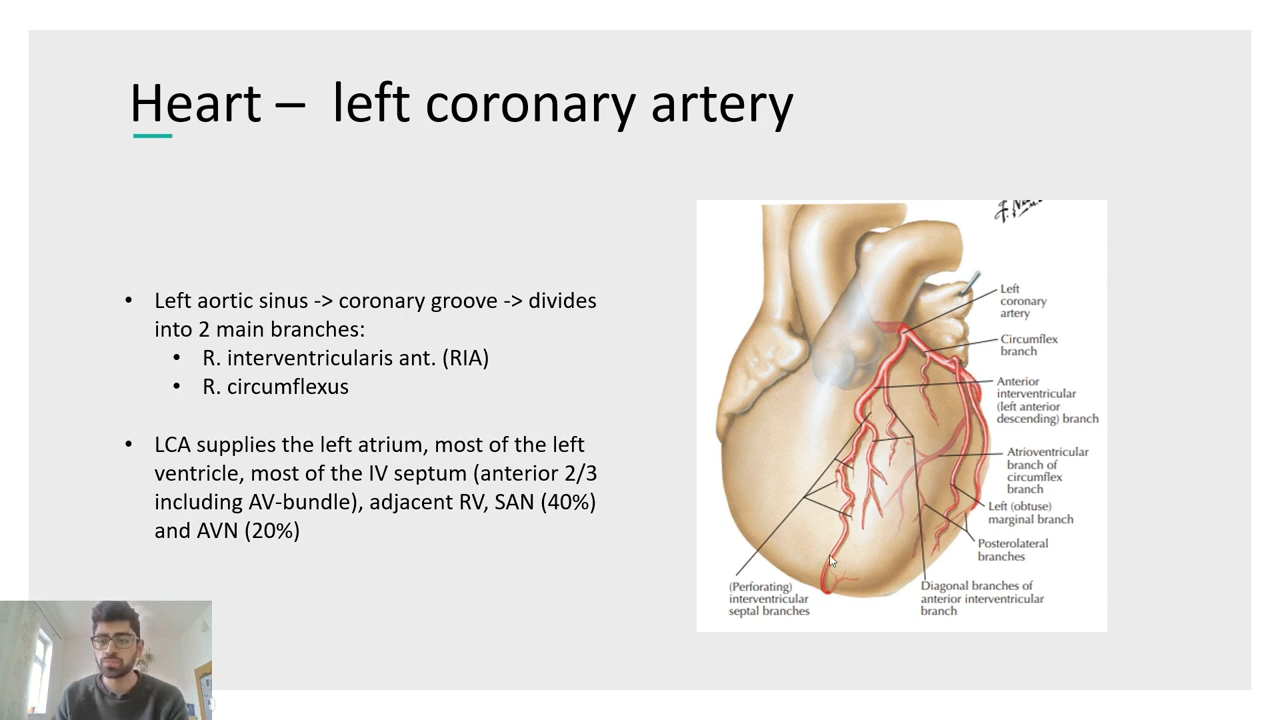 Heart – left coronary artery
• Left aortic sinus -> coronary groove -> divides
into 2 main branches:
• R. interventricularis ant. (RIA)
• R. circumflexus
• LCA supplies the left atrium, most of the left
ventricle, most of the IV septum (anterior 2/3
including AV-bundle), adjacent RV, SAN (40%)
and AVN (20%)
Left
coronary
artery
Circumflex
branch
Anterior
interventricular
(left anterior
descending) branch
Atrioventricular
branch of
circumflex
branch
Left (obtuse)
marginal branch
Posterolateral
branches
(Perforating)
interventricular
septal branches
Diagonal branches of
anterior interventricular
branch